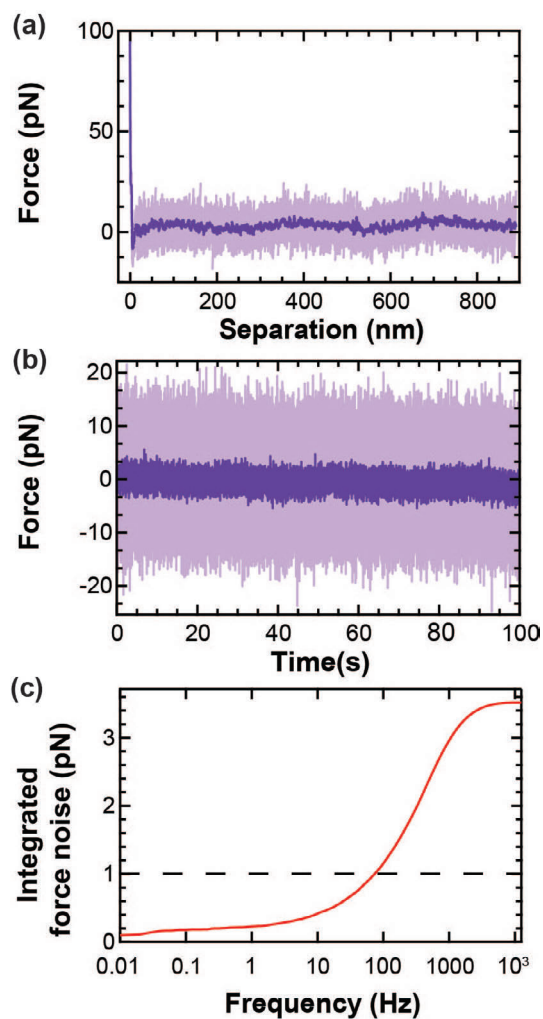 (a)
100
50
0
Force (pN)
0 200 400 600 800
Separation (nm)
(b)
20
10
0
-10
-20
Force (pN)
0 20 40 60 80 100
Time(s)
(c)
3
2
1
0
Integrated
force noise (pN)
0.01 0.1 1 10 100 1000 10³
Frequency (Hz)